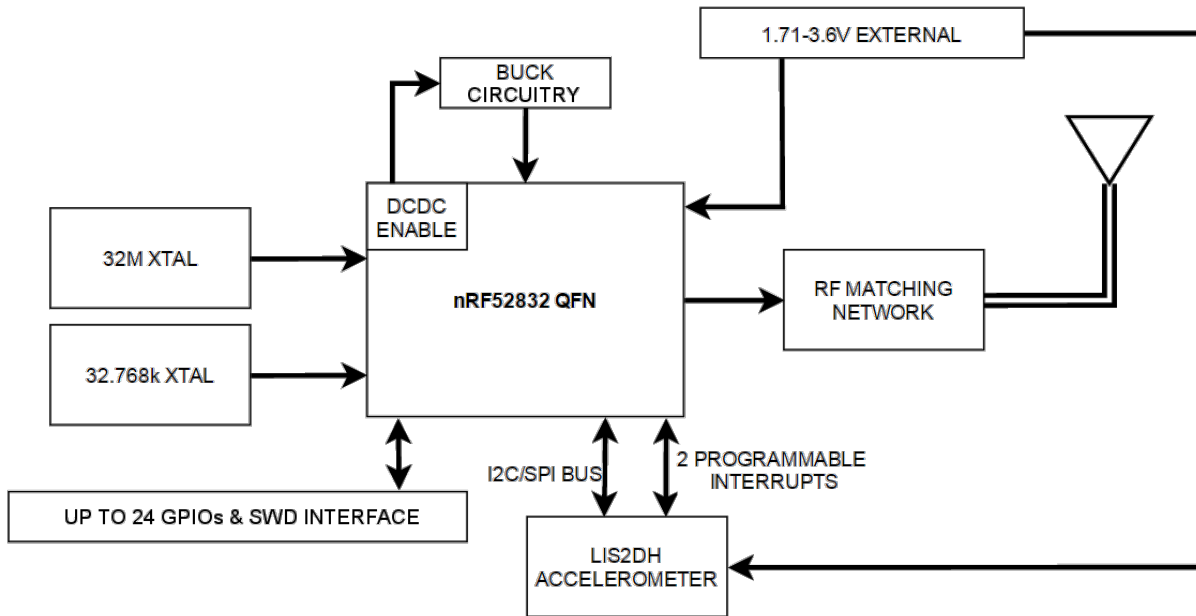 1.71-3.6V EXTERNAL
BUCK
CIRCUITRY
DCDC
ENABLE
32M XTAL
nRF52832 QFN
RF MATCHING
NETWORK
32.768k XTAL
I2C/SPI BUS
2 PROGRAMMABLE
INTERRUPTS
UP TO 24 GPIOs & SWD INTERFACE
LIS2DH
ACCELEROMETER